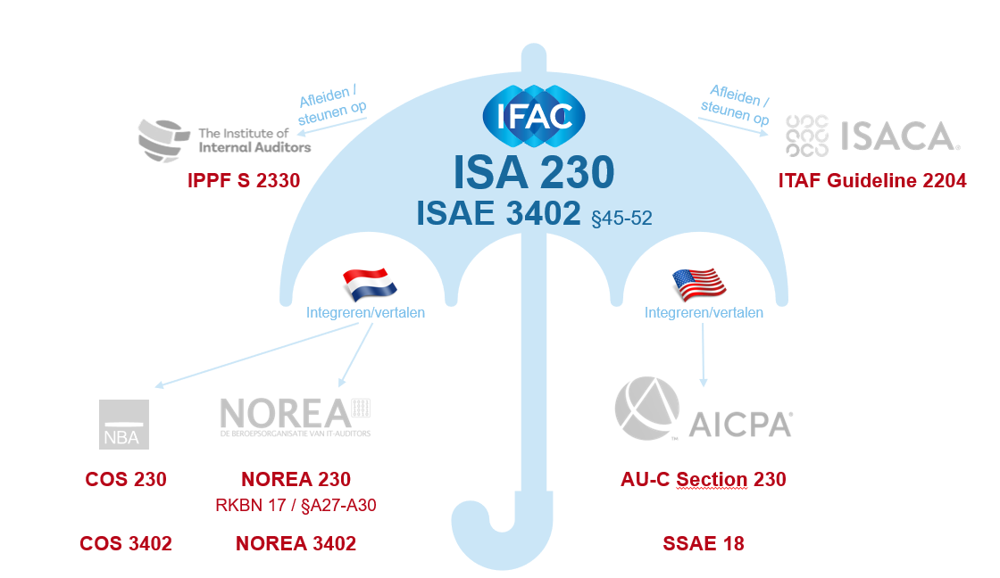 IFAC
ISA 230
ISAE 3402 §45-52
Afleiden /
steunen op
The Institute of
Internal Auditors
IPPF S 2330
Afleiden /
steunen op
ISACA®
ITAF Guideline 2204
Integreren/vertalen
Integreren/vertalen
NBA
NOREA
DE BEROEPSORGANISATIE VAN IT-AUDITORS
™ AICPA®
COS 230
NOREA 230
AU-C Section 230
RKBN 17 / §A27-A30
COS 3402
NOREA 3402
SSAE 18